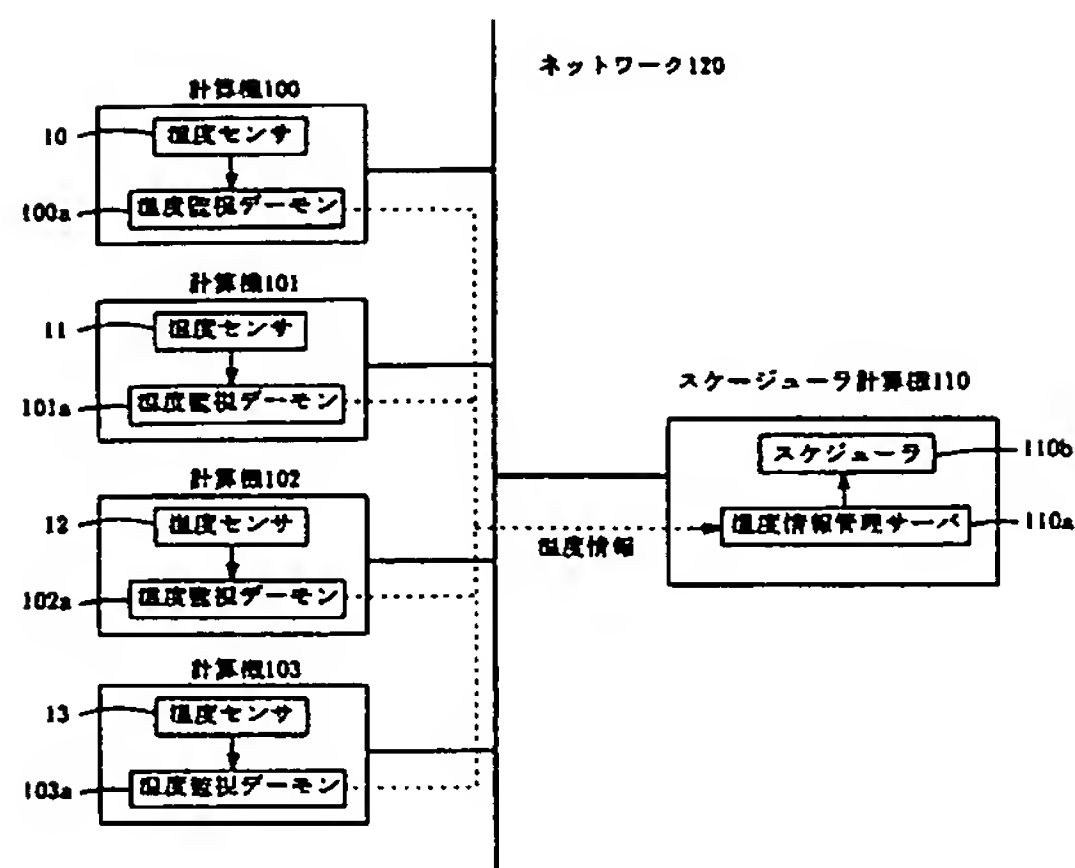 ネットワーク120
計算機100
10
温度センサ
100a
温度監視デーモン
計算機101
11
温度センサ
101a
温度監視デーモン
スケージューラ計算機110
スケジューラ
110b
温度情報管理サーバ
110a
温度情報
計算機102
12
温度センサ
102a
温度監視デーモン
計算機103
13
温度センサ
103a
温度監視デーモン